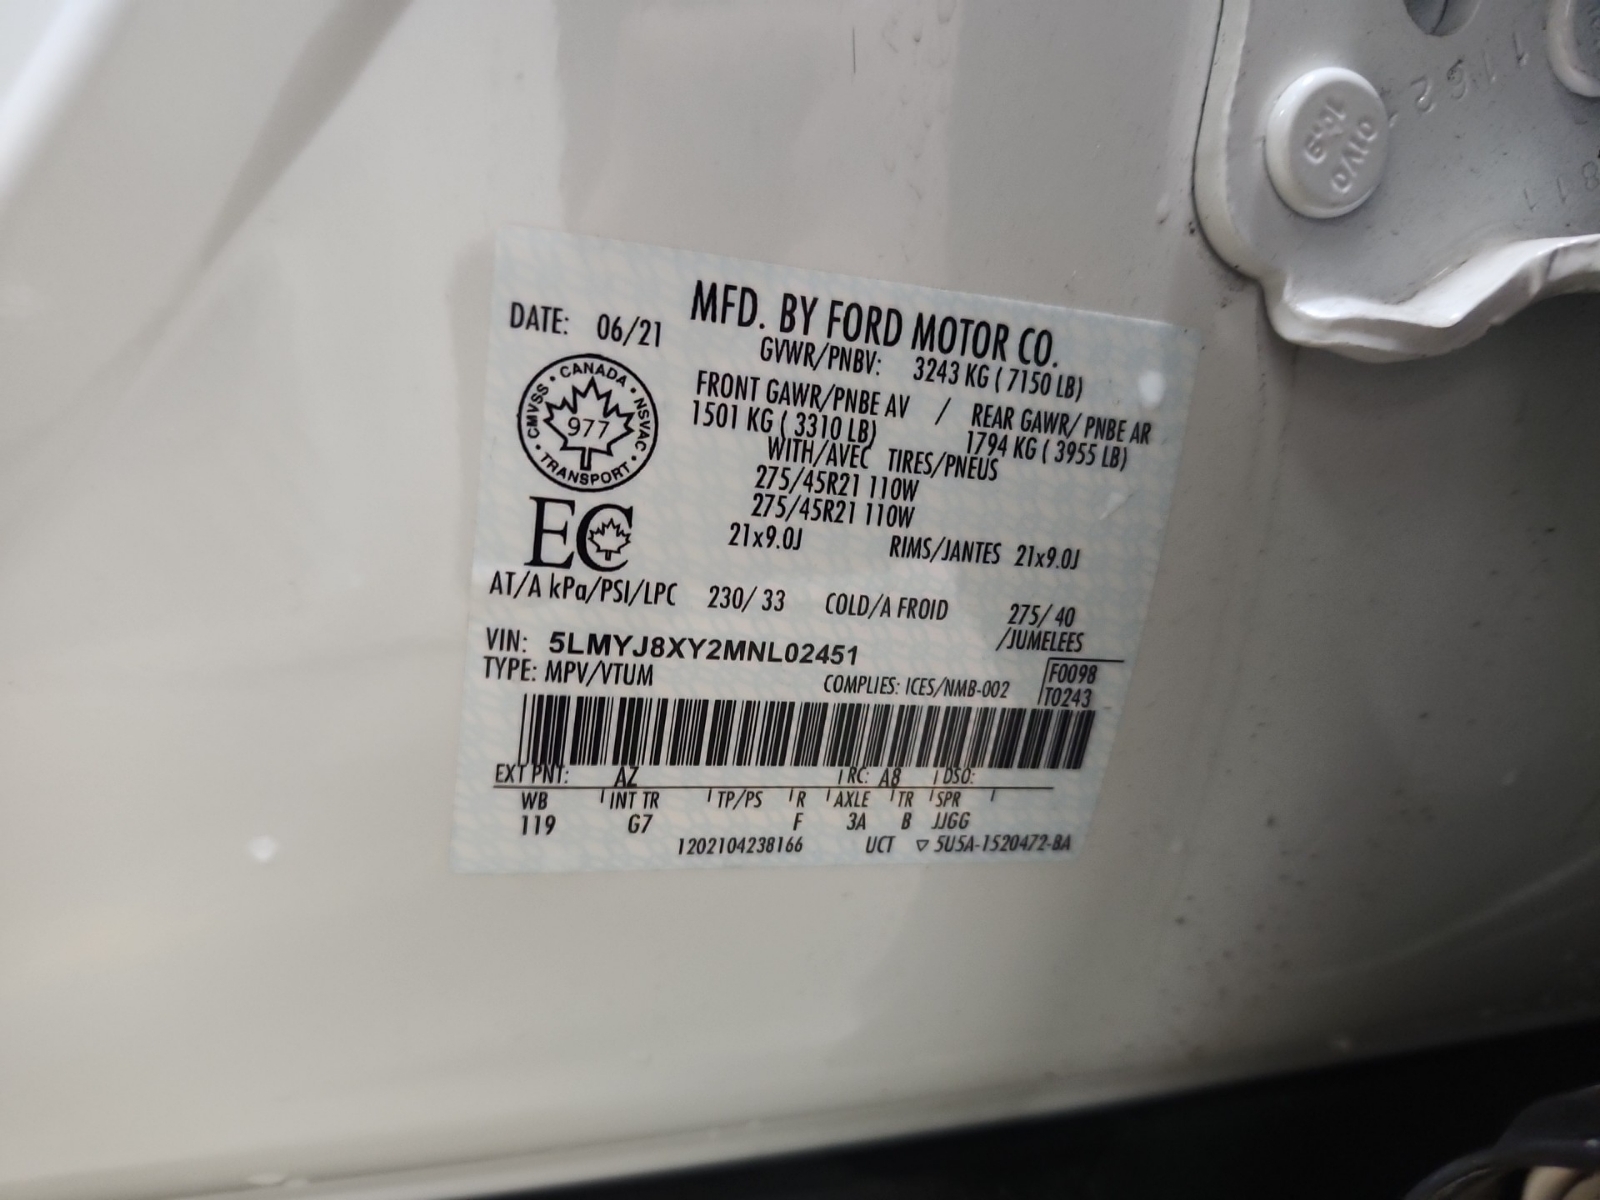 MFD. BY FORD MOTOR CO.
DATE: 06/21
GVWR/PNBV: 3243 KG ( 7150 LB)
FRONT GAWR/PNBE AV / REAR GAWR/ PNBE AR
1501 KG ( 3310 LB) 1794 KG ( 3955 LB)
WITH/AVEC TIRES/PNEUS
275/45R21 110W
275/45R21 110W
21x9.0J RIMS/JANTES 21x9.0J
CANADA • NSVAC • TRANSPORT • CMVSS •
977
EC
AT/A kPa/PSI/LPC 230/ 33 COLD/A FROID 275/ 40
/JUMELEES
VIN: 5LMYJ8XY2MNL02451
TYPE: MPV/VTUM
COMPLIES: ICES/NMB-002
F0098
T0243
EXT PNT: AZ RC: A8 DSO:
WB INT TR TP/PS R AXLE TR SPR
119 G7 F 3A B JJGG
1202104238166 UCT ▽ 5U5A-1520472-BA
10.9